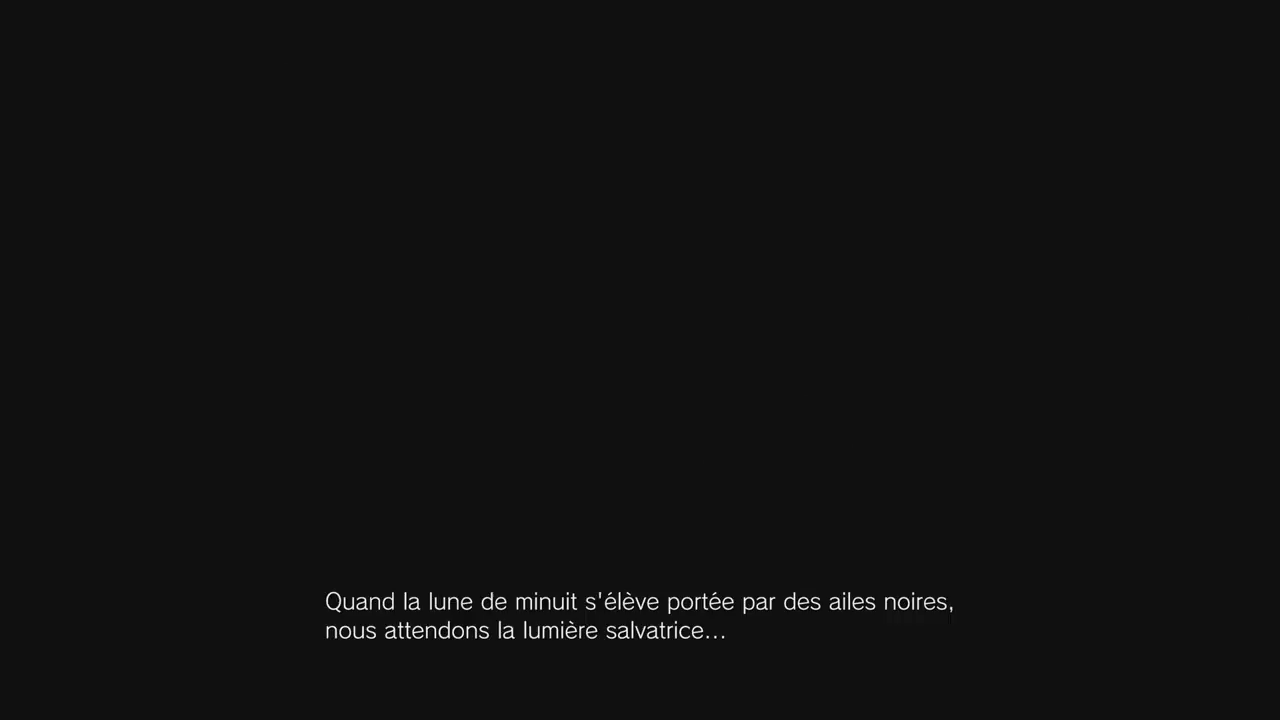 Quand la lune de minuit s'élève portée par des ailes noires,
nous attendons la lumière salvatrice...